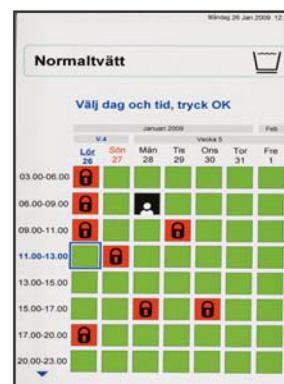 Måndag 26 Jan 2009 12.
Normaltvätt
Välj dag och tid, tryck OK
Januari 2009 Feb
V.4 Vecka 5
Lör Sön Mån Tis Ons Tor Fre
26 27 28 29 30 31 1
03.00-06.00
06.00-09.00
09.00-11.00
11.00-13.00
13.00-15.00
15.00-17.00
17.00-20.00
20.00-23.00